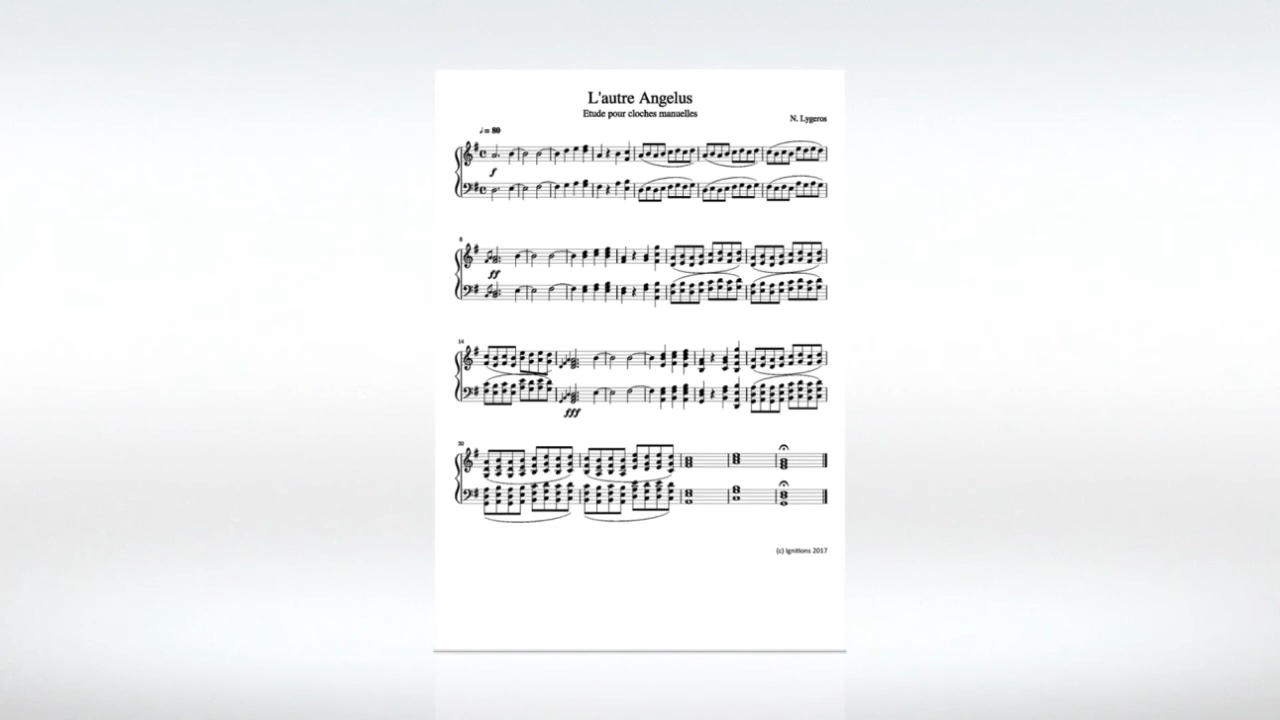 L'autre Angelus
Etude pour cloches manuelles
N. Lygeros
♩ = 80
f
8
ff
14
fff
20
(c) Ignitions 2017